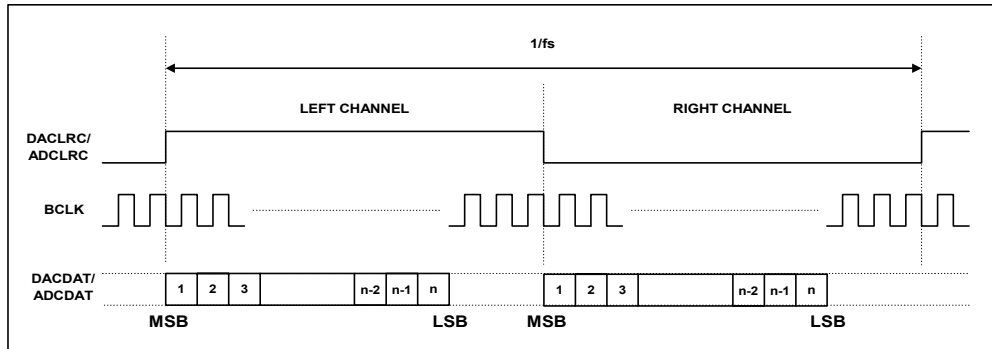 1/fs
LEFT CHANNEL RIGHT CHANNEL
DACLRC/
ADCLRC
BCLK
DACDAT/
ADCDAT
1 2 3 n-2 n-1 n 1 2 3 n-2 n-1 n
MSB LSB MSB LSB